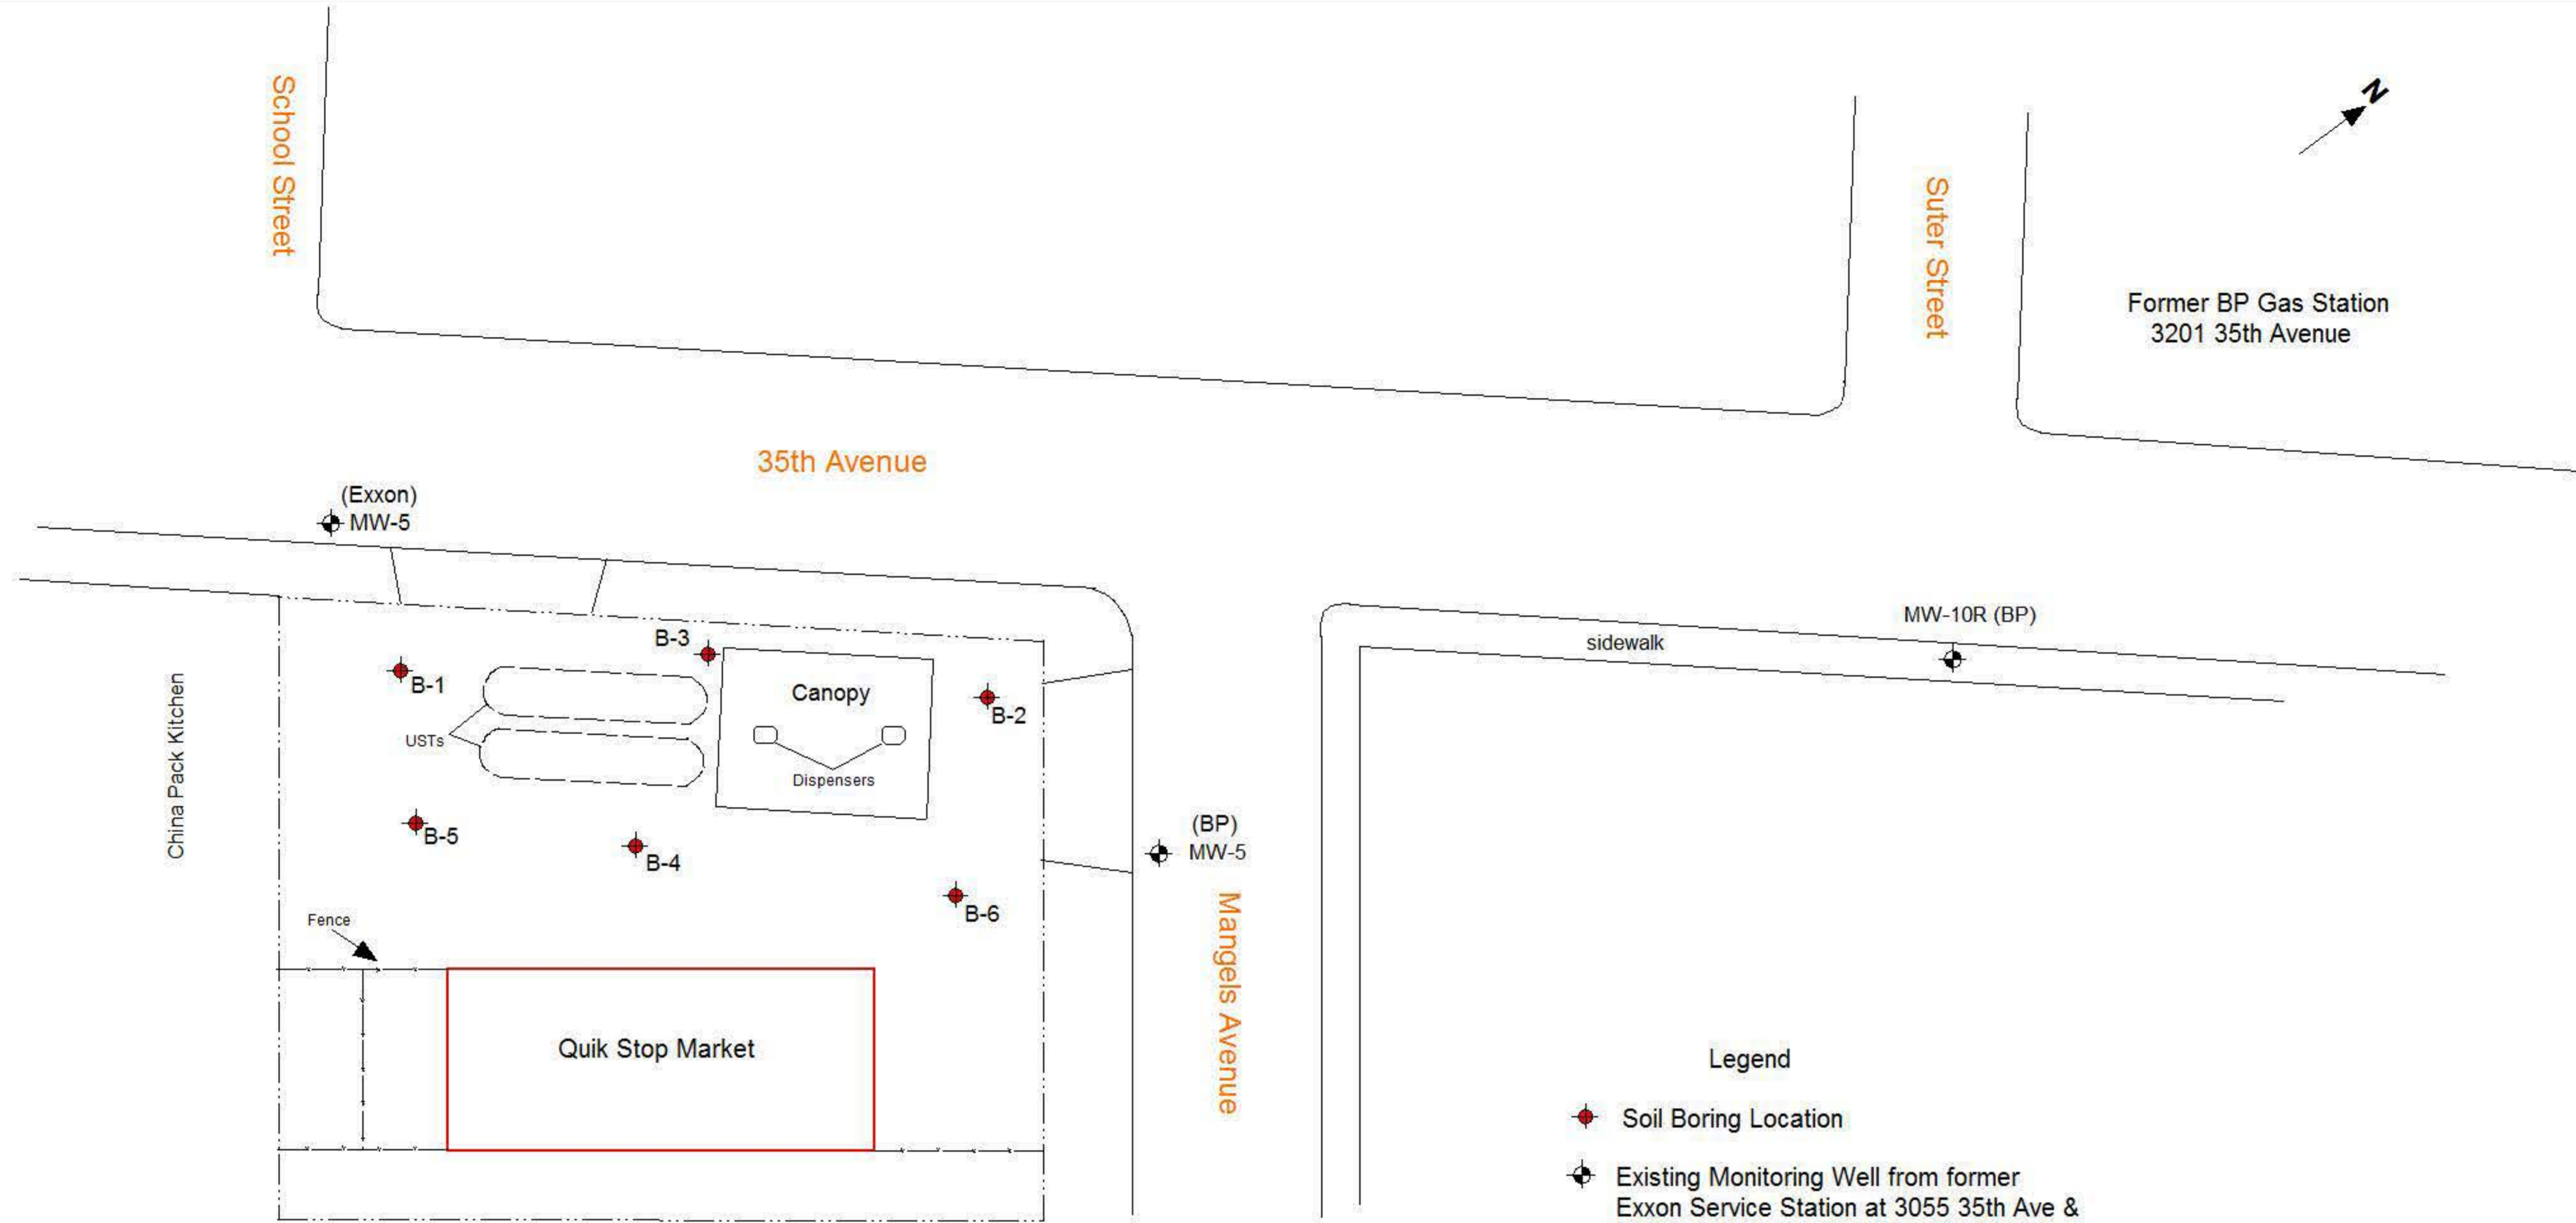 School Street
N
Suter Street
Former BP Gas Station
3201 35th Avenue
35th Avenue
(Exxon)
MW-5
MW-10R (BP)
sidewalk
B-3
B-1
Canopy
B-2
USTs
Dispensers
China Pack Kitchen
B-5
B-4
(BP)
MW-5
B-6
Mangels Avenue
Fence
Quik Stop Market
Legend
Soil Boring Location
Existing Monitoring Well from former
Exxon Service Station at 3055 35th Ave &